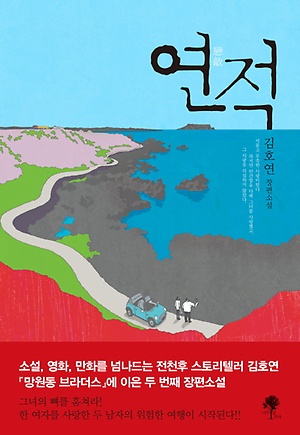 연적
戀敵
김호연
장편소설
소설, 영화, 만화를 넘나드는 전천후 스토리텔러 김호연
『망원동 브라더스』에 이은 두 번째 장편소설
그녀의 뼈를 훔쳐라!
한 여자를 사랑한 두 남자의 위험한 여행이 시작된다!!